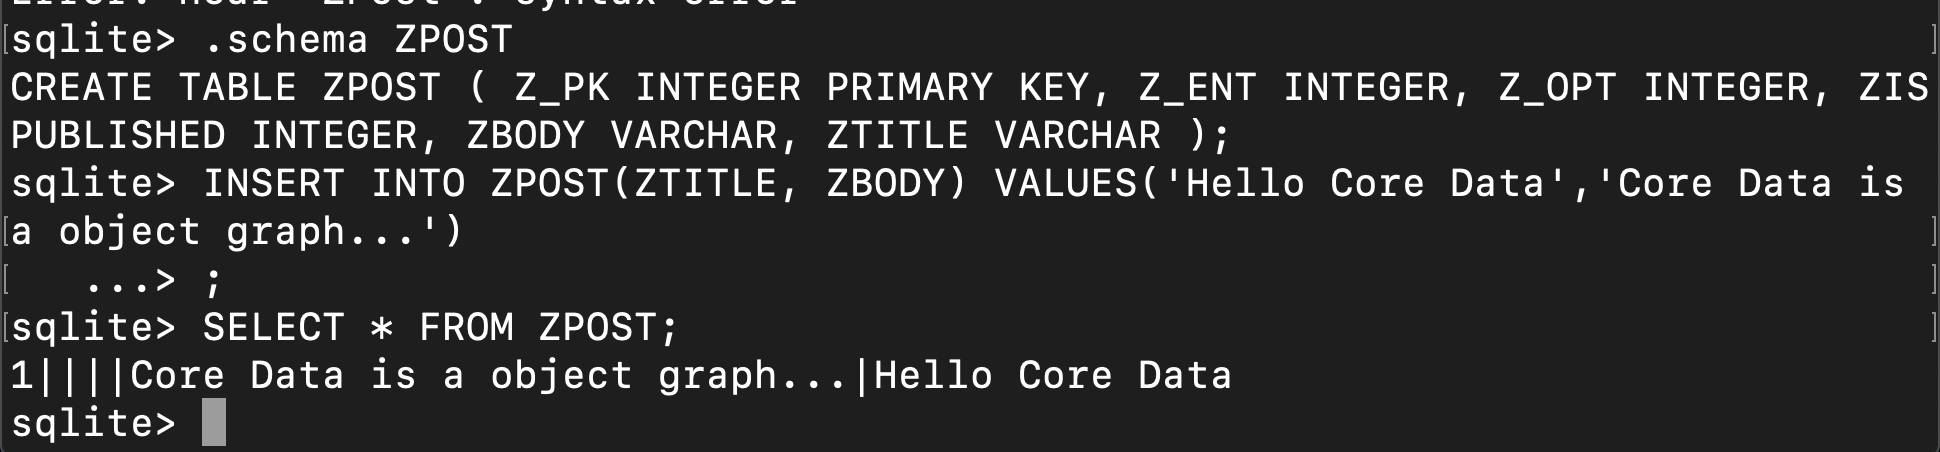 sqlite> .schema ZPOST
CREATE TABLE ZPOST ( Z_PK INTEGER PRIMARY KEY, Z_ENT INTEGER, Z_OPT INTEGER, ZIS
PUBLISHED INTEGER, ZBODY VARCHAR, ZTITLE VARCHAR );
sqlite> INSERT INTO ZPOST(ZTITLE, ZBODY) VALUES('Hello Core Data','Core Data is
a object graph...')
   ...> ;
sqlite> SELECT * FROM ZPOST;
1||||Core Data is a object graph...|Hello Core Data
sqlite>